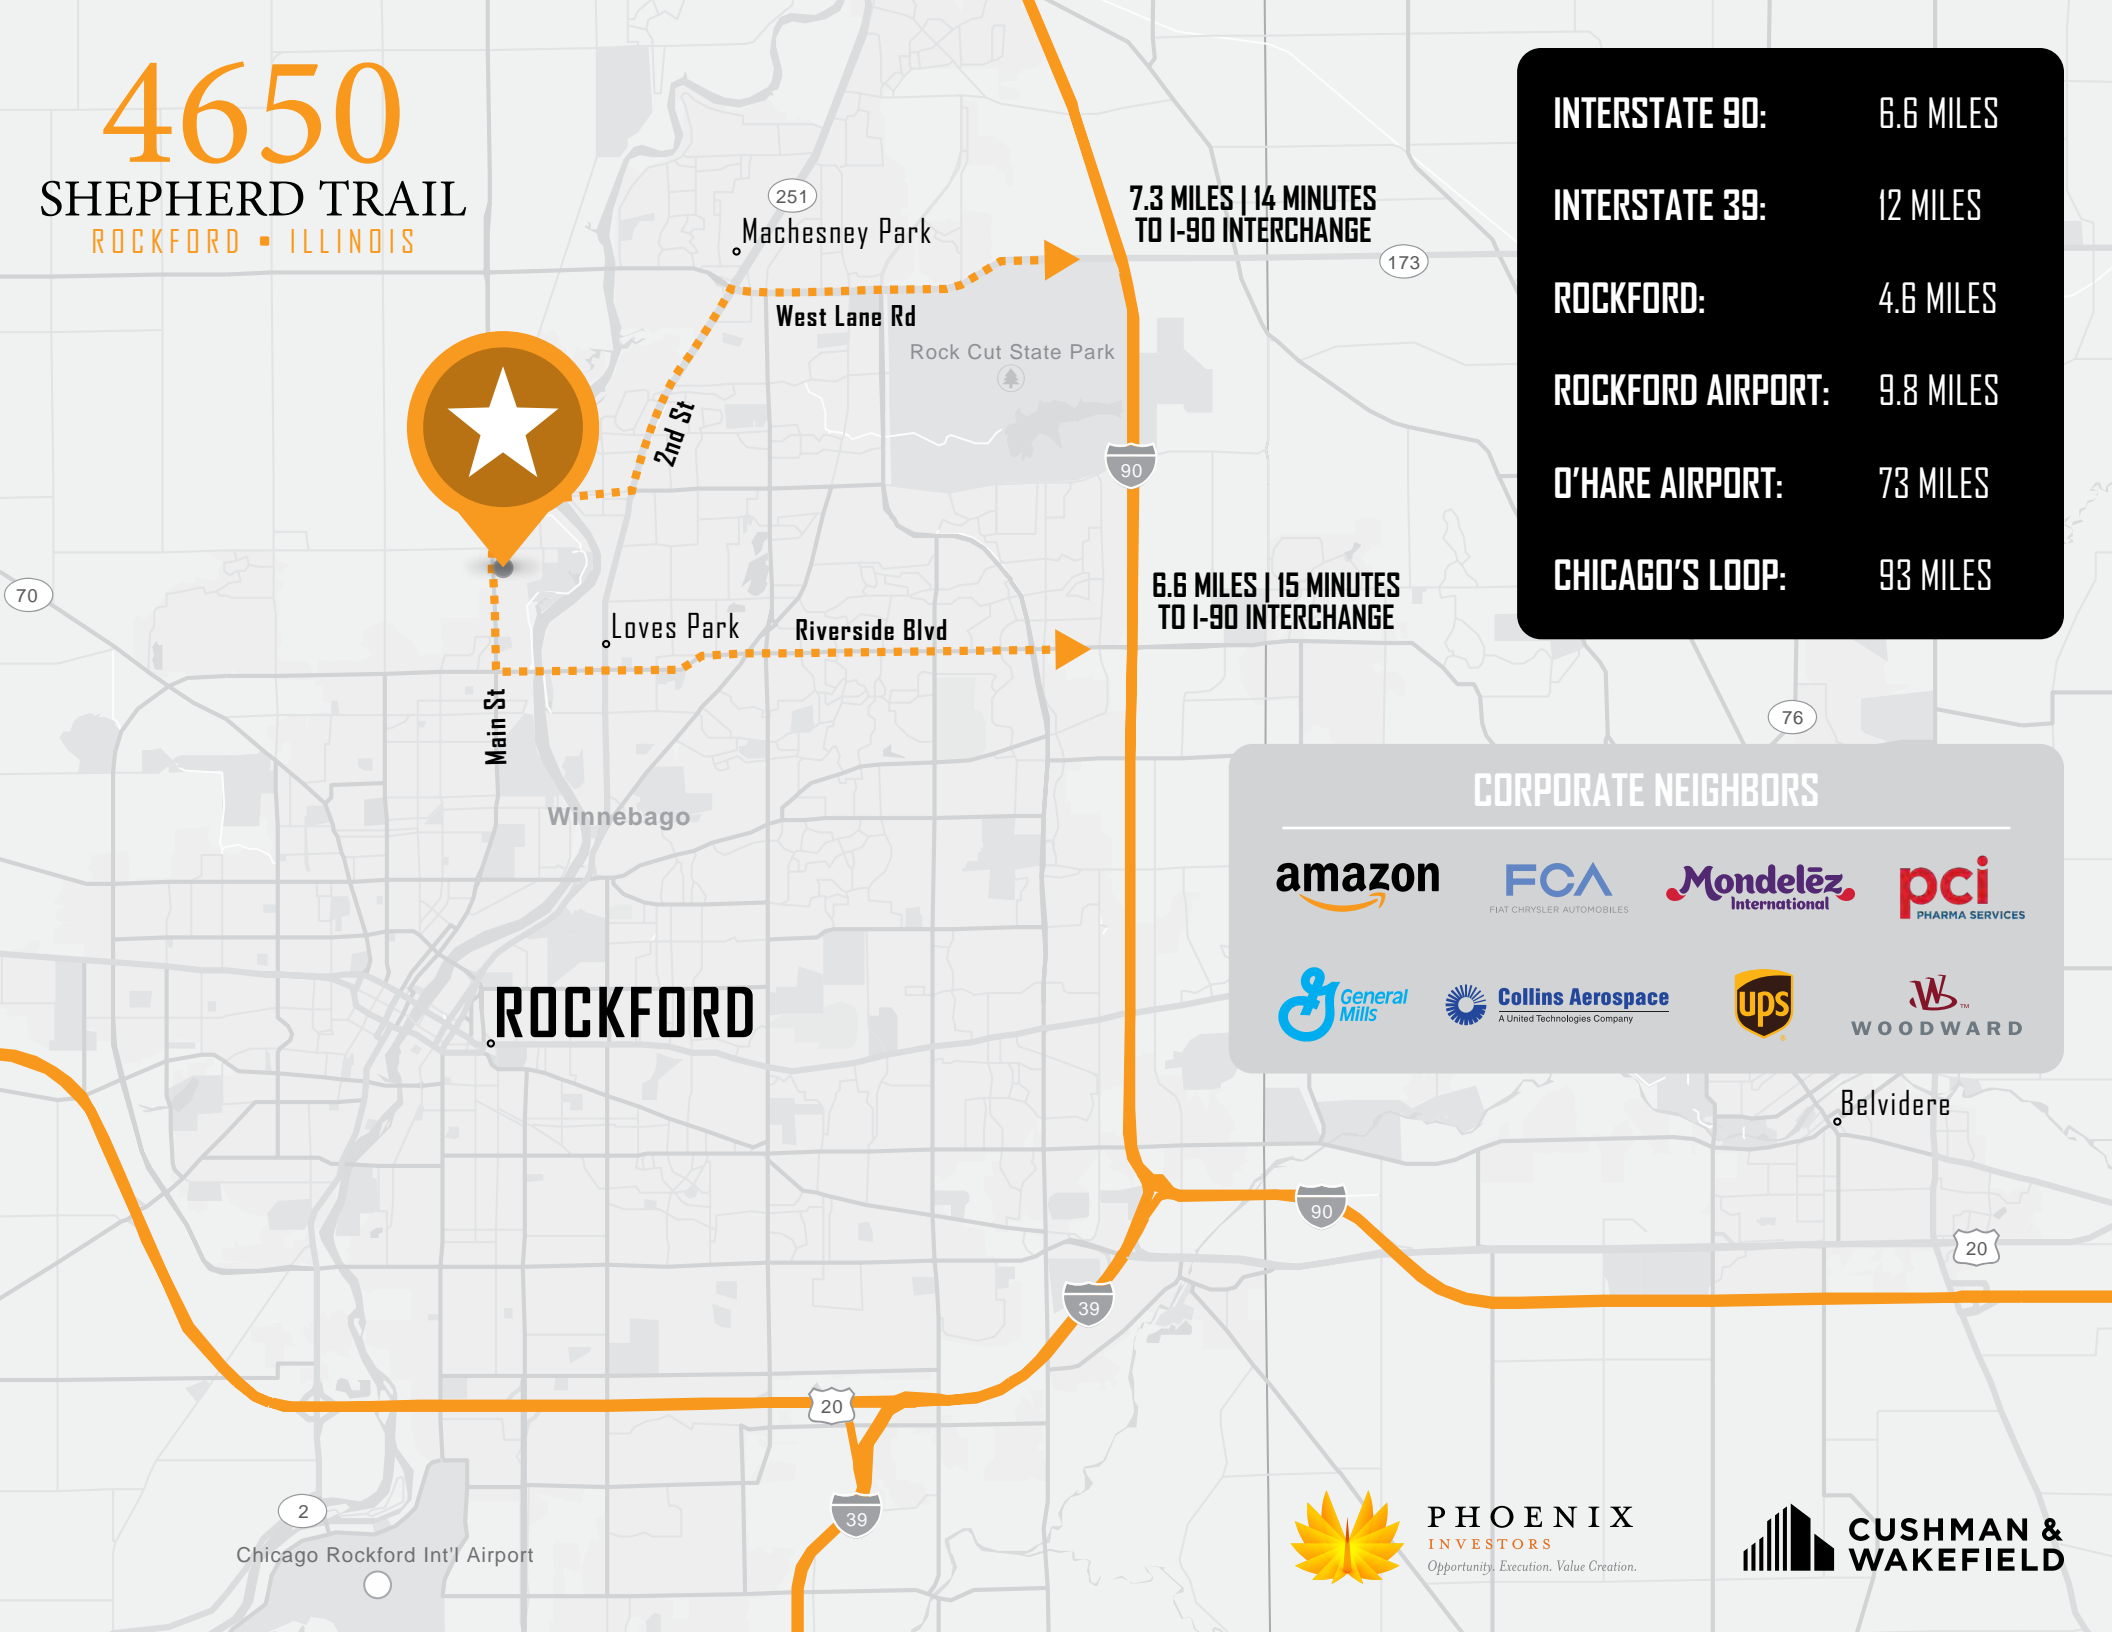 4650
SHEPHERD TRAIL
ROCKFORD ▪ ILLINOIS
INTERSTATE 90: 6.6 MILES
INTERSTATE 39: 12 MILES
ROCKFORD: 4.6 MILES
ROCKFORD AIRPORT: 9.8 MILES
O'HARE AIRPORT: 73 MILES
CHICAGO'S LOOP: 93 MILES
251
Machesney Park
7.3 MILES | 14 MINUTES
TO I-90 INTERCHANGE
173
West Lane Rd
Rock Cut State Park
2nd St
90
70
6.6 MILES | 15 MINUTES
TO I-90 INTERCHANGE
Loves Park
Riverside Blvd
Main St
76
Winnebago
CORPORATE NEIGHBORS
amazon
FCA
FIAT CHRYSLER AUTOMOBILES
Mondelēz
International
pci
PHARMA SERVICES
General
Mills
Collins Aerospace
A United Technologies Company
ups
W
WOODWARD
ROCKFORD
Belvidere
90
20
39
20
39
2
Chicago Rockford Int'l Airport
PHOENIX
INVESTORS
Opportunity. Execution. Value Creation.
CUSHMAN &
WAKEFIELD